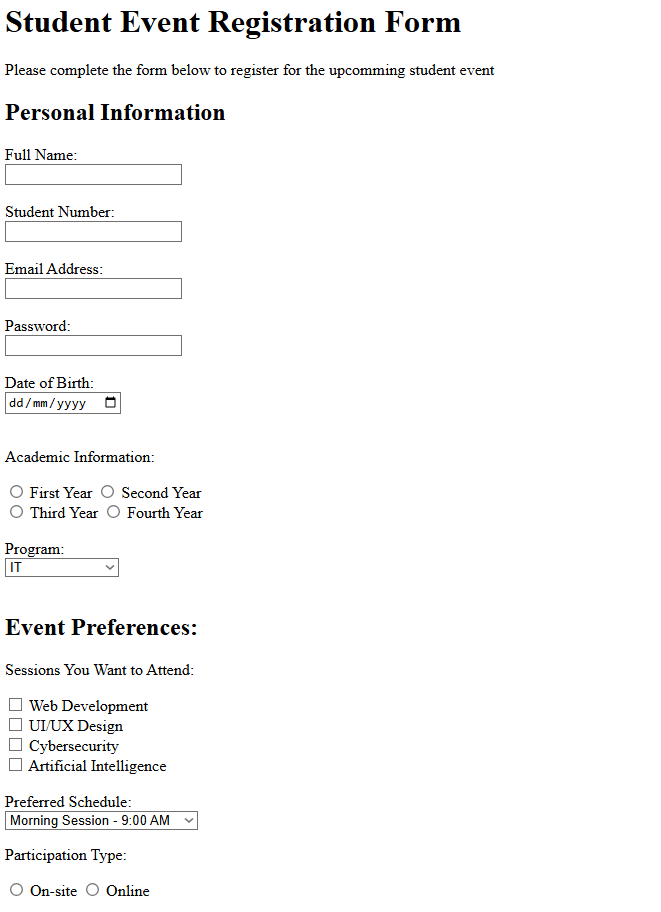 Student Event Registration Form
Please complete the form below to register for the upcomming student event
Personal Information
Full Name:
Student Number:
Email Address:
Password:
Date of Birth:
dd/mm/yyyy
Academic Information:
First Year Second Year
Third Year Fourth Year
Program:
IT
Event Preferences:
Sessions You Want to Attend:
Web Development
UI/UX Design
Cybersecurity
Artificial Intelligence
Preferred Schedule:
Morning Session - 9:00 AM
Participation Type:
On-site Online